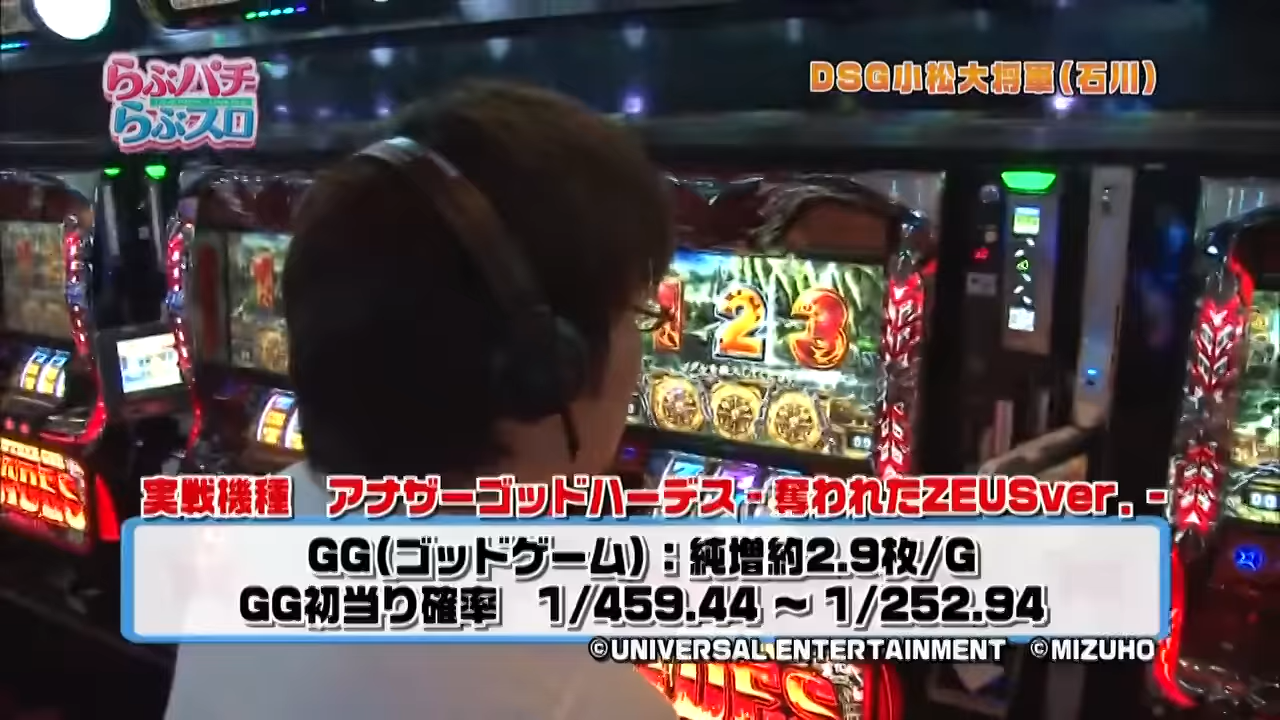 らぶパチ
らぶスロ
DSG小松大将軍(石川)
1 2 3
実戦機種 アナザーゴッドハーデス - 奪われたZEUSver. -
GG(ゴッドゲーム):純増約2.9枚/G
GG初当り確率 1/459.44 ~ 1/252.94
©UNIVERSAL ENTERTAINMENT ©MIZUHO